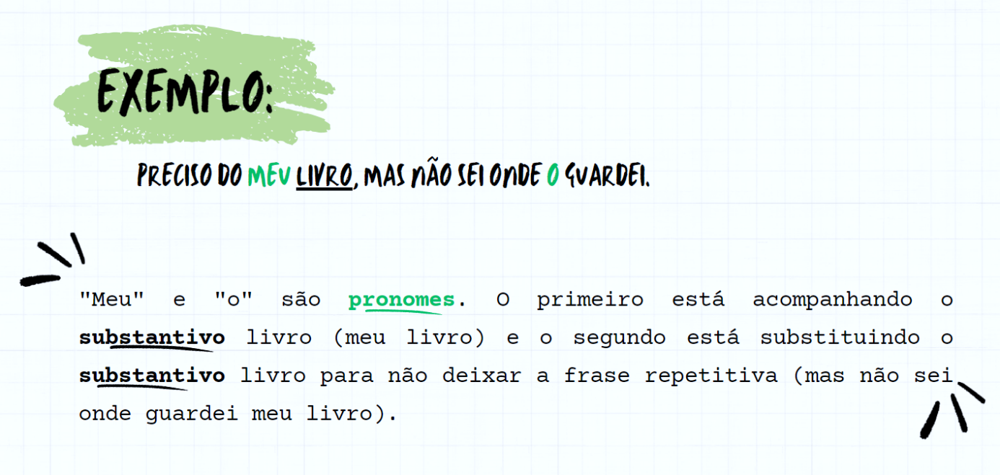 EXEMPLO:
PRECISO DO MEU LIVRO, MAS NÃO SEI ONDE O GUARDEI.
"Meu" e "o" são pronomes. O primeiro está acompanhando o
substantivo livro (meu livro) e o segundo está substituindo o
substantivo livro para não deixar a frase repetitiva (mas não sei
onde guardei meu livro).